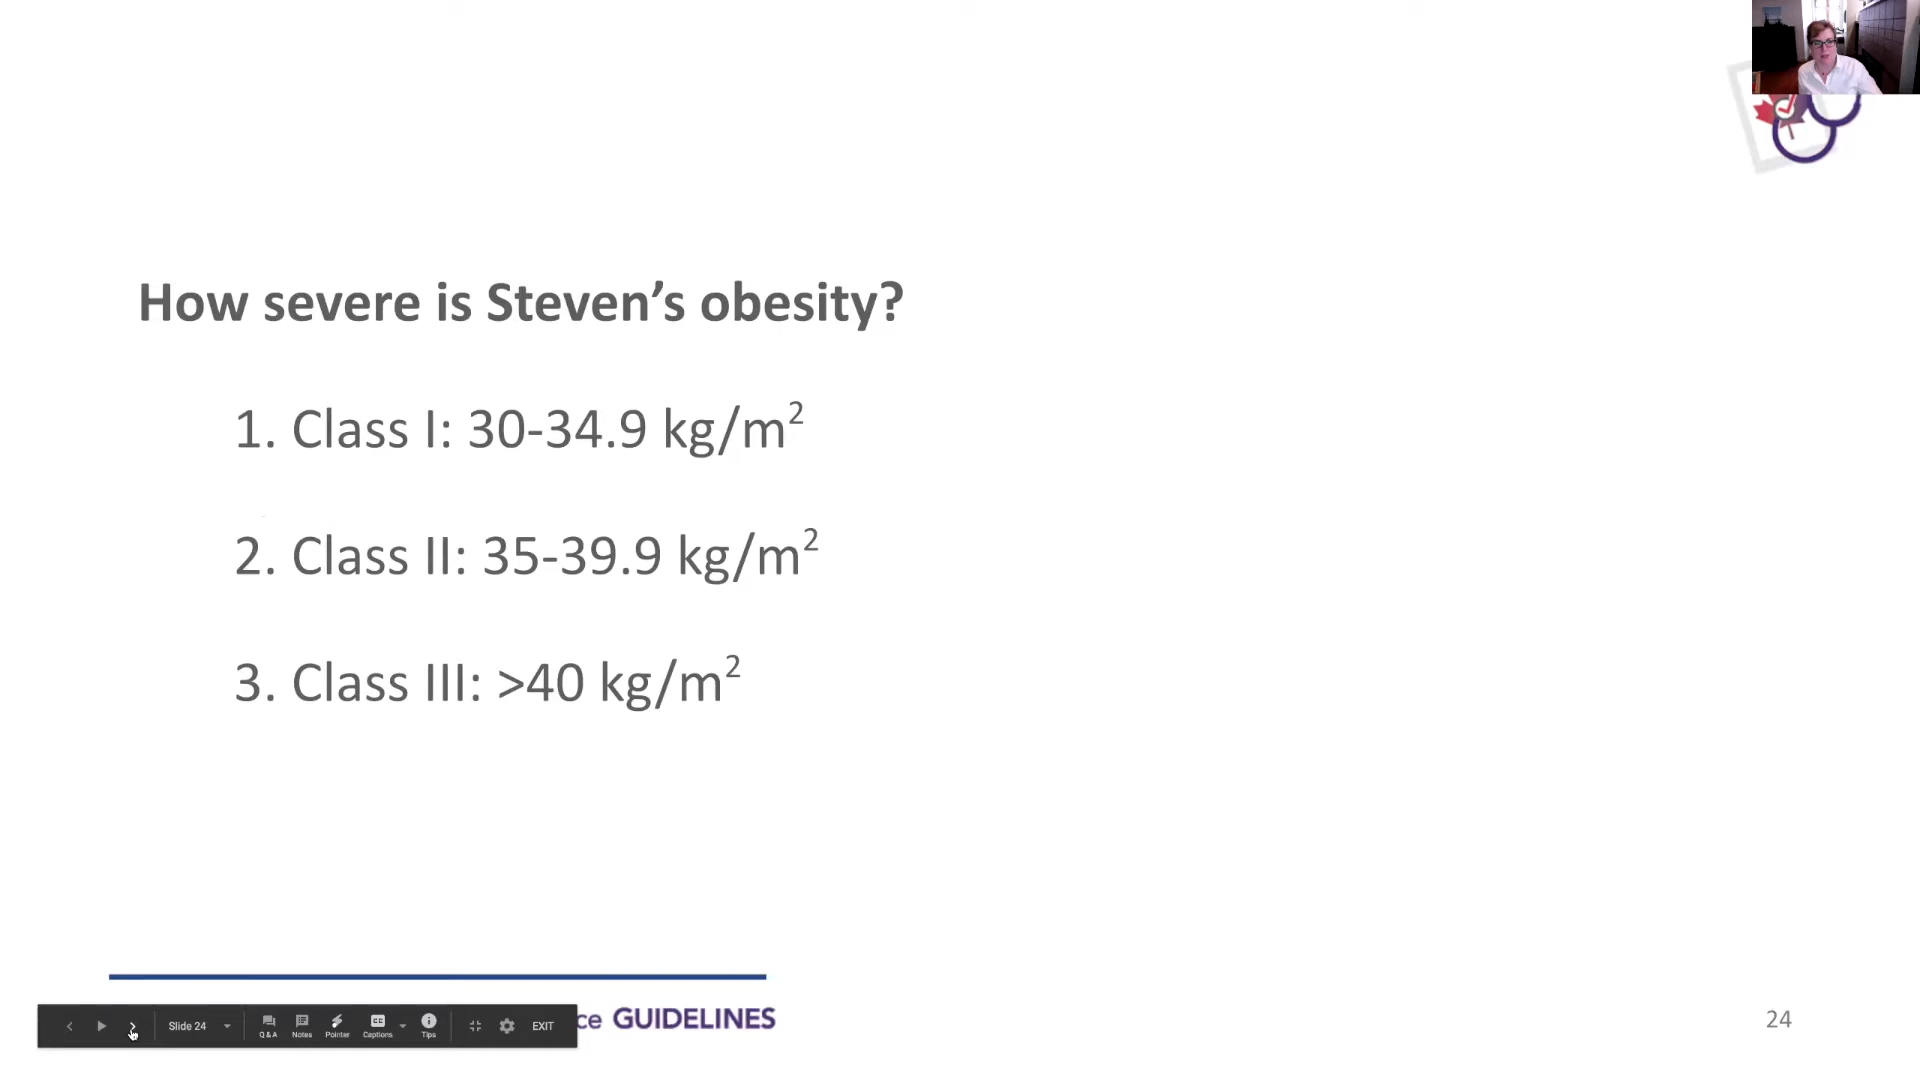 How severe is Steven’s obesity?
1. Class I: 30-34.9 kg/m²
2. Class II: 35-39.9 kg/m²
3. Class III: >40 kg/m²
Slide 24
Q & A
Notes
Pointer
Captions
Tips
EXIT
ce GUIDELINES
24